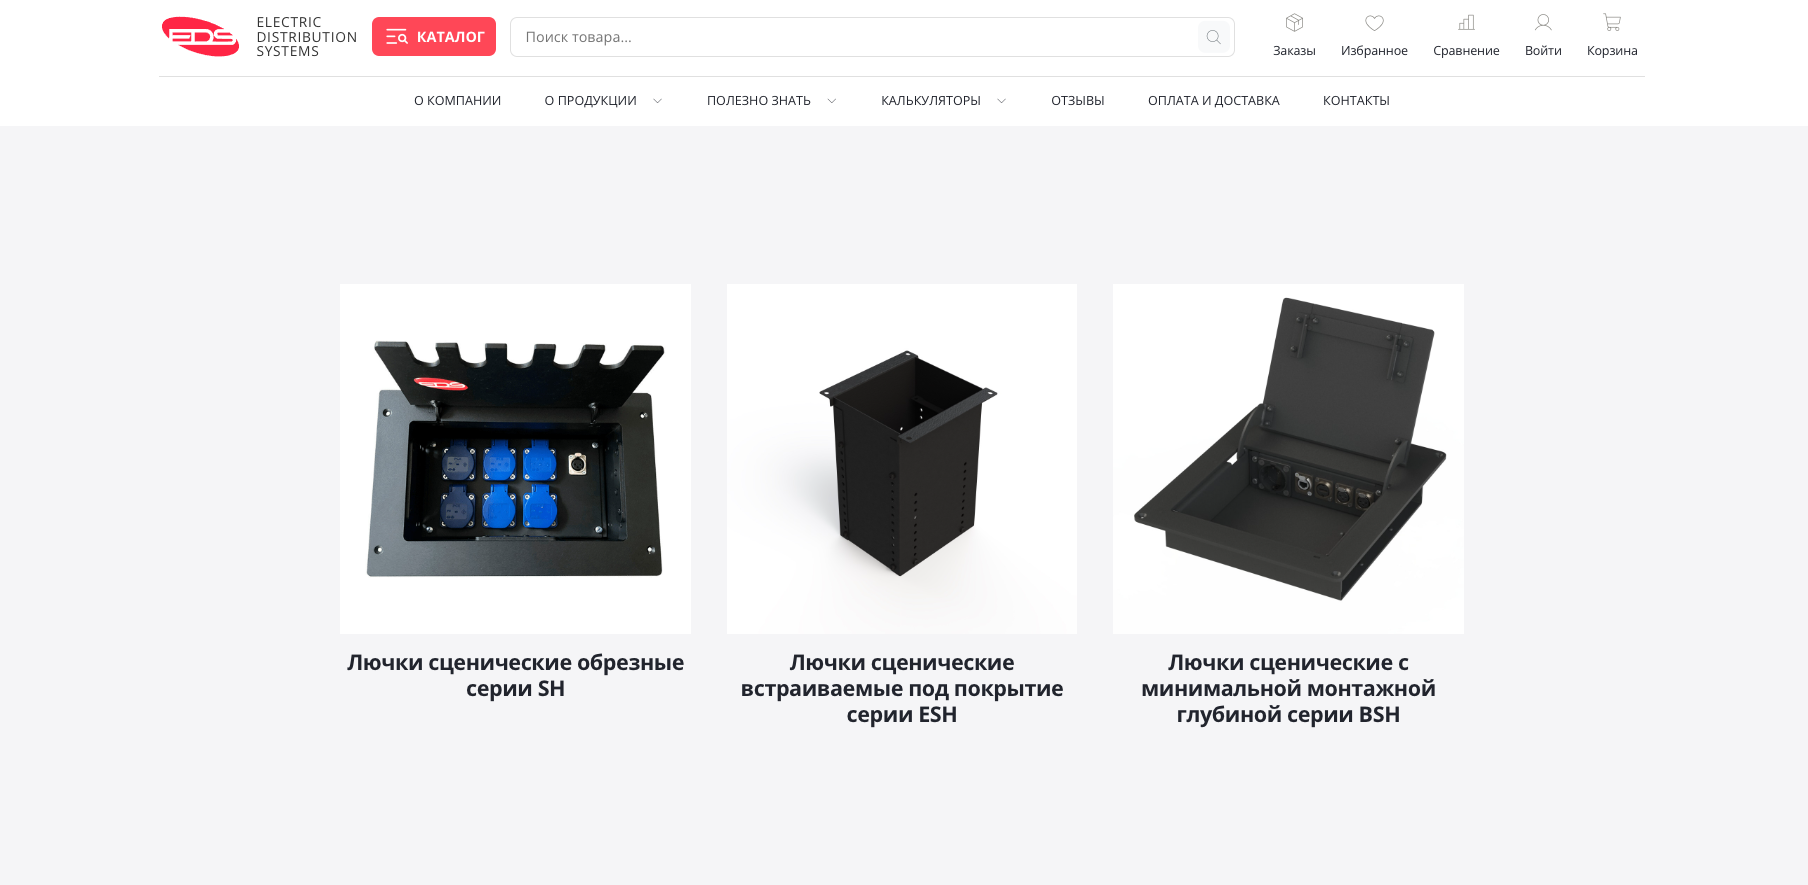 EDS
ELECTRIC
DISTRIBUTION
SYSTEMS
КАТАЛОГ
Поиск товара...
Заказы
Избранное
Сравнение
Войти
Корзина
О КОМПАНИИ
О ПРОДУКЦИИ
ПОЛЕЗНО ЗНАТЬ
КАЛЬКУЛЯТОРЫ
ОТЗЫВЫ
ОПЛАТА И ДОСТАВКА
КОНТАКТЫ
EDS
Лючки сценические обрезные
серии SH
Лючки сценические
встраиваемые под покрытие
серии ESH
Лючки сценические с
минимальной монтажной
глубиной серии BSH